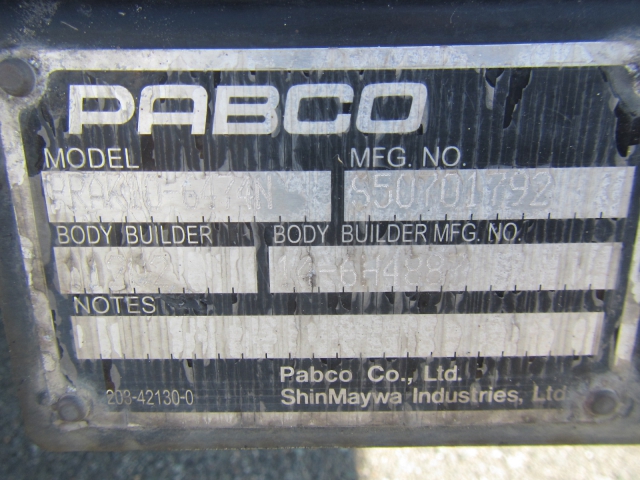 PABCO
MODEL MFG. NO.
650701792
BODY BUILDER BODY BUILDER MFG. NO.
NOTES
Pabco Co., Ltd.
203-42130-0 ShinMaywa Industries, Ltd